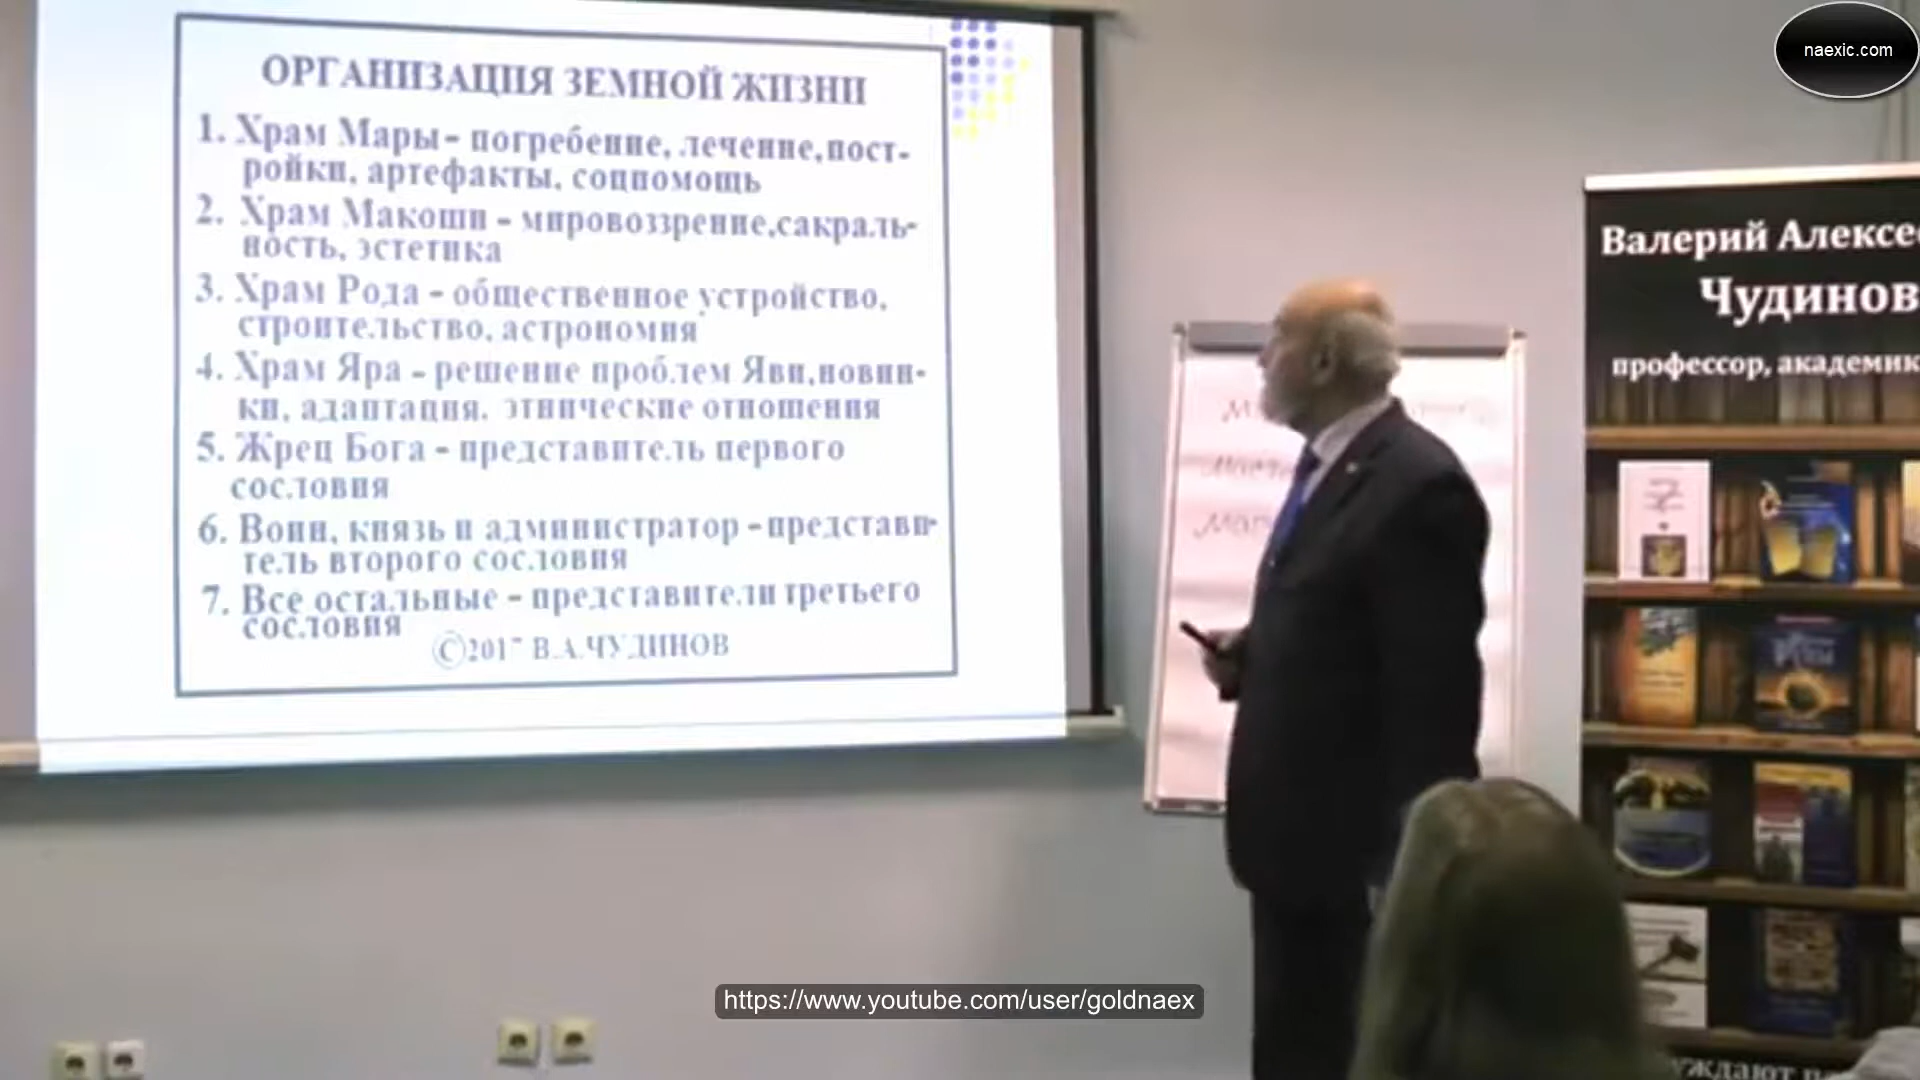 ОРГАНИЗАЦИЯ ЗЕМНОЙ ЖИЗНИ
1. Храм Мары - погребение, лечение, пост-
ройки, артефакты, соцпомощь
2. Храм Макоши - мировоззрение,сакраль-
ность, эстетика
3. Храм Рода - общественное устройство,
строительство, астрономия
4. Храм Яра - решение проблем Яви,новин-
ки, адаптация. этнические отношения
5. Жрец Бога - представитель первого
сословия
6. Воин, князь и администратор - представи-
тель второго сословия
7. Все остальные - представители третьего
сословия
©2017 В.А.ЧУДИНОВ
naexic.com
Валерий Алексе
Чудинов
профессор, академик
https://www.youtube.com/user/goldnaex